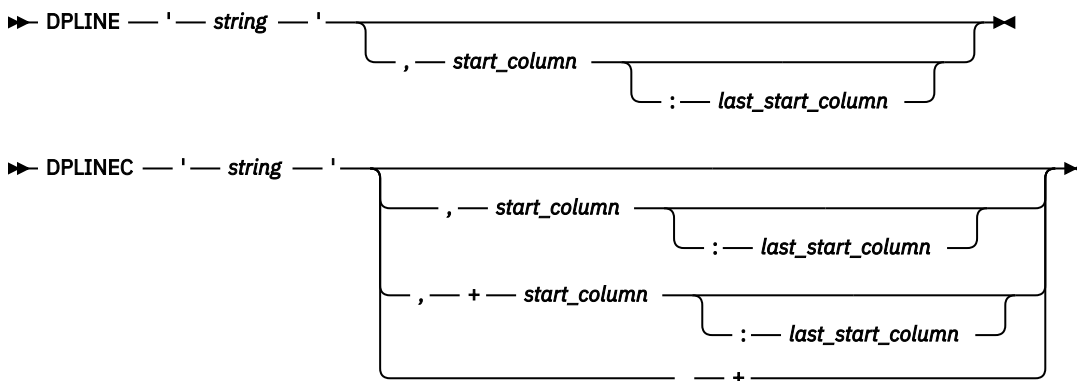 DPLINE ' string '
, start_column
: last_start_column
DPLINEC ' string '
, start_column
: last_start_column
, + start_column
: last_start_column
+